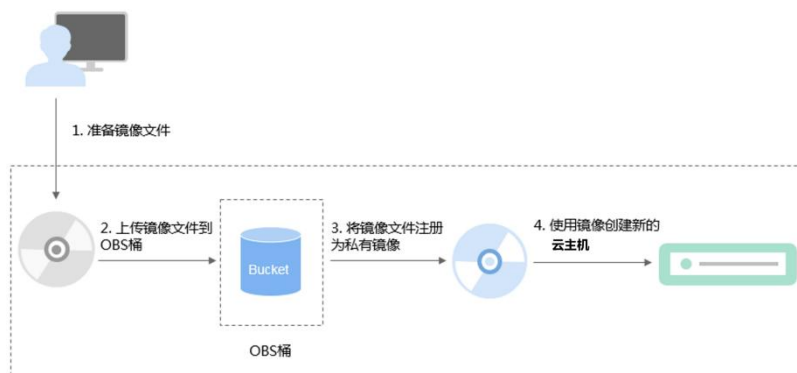 1. 准备镜像文件
2. 上传镜像文件到
OBS桶
Bucket
OBS桶
3. 将镜像文件注册
为私有镜像
4. 使用镜像创建新的
云主机